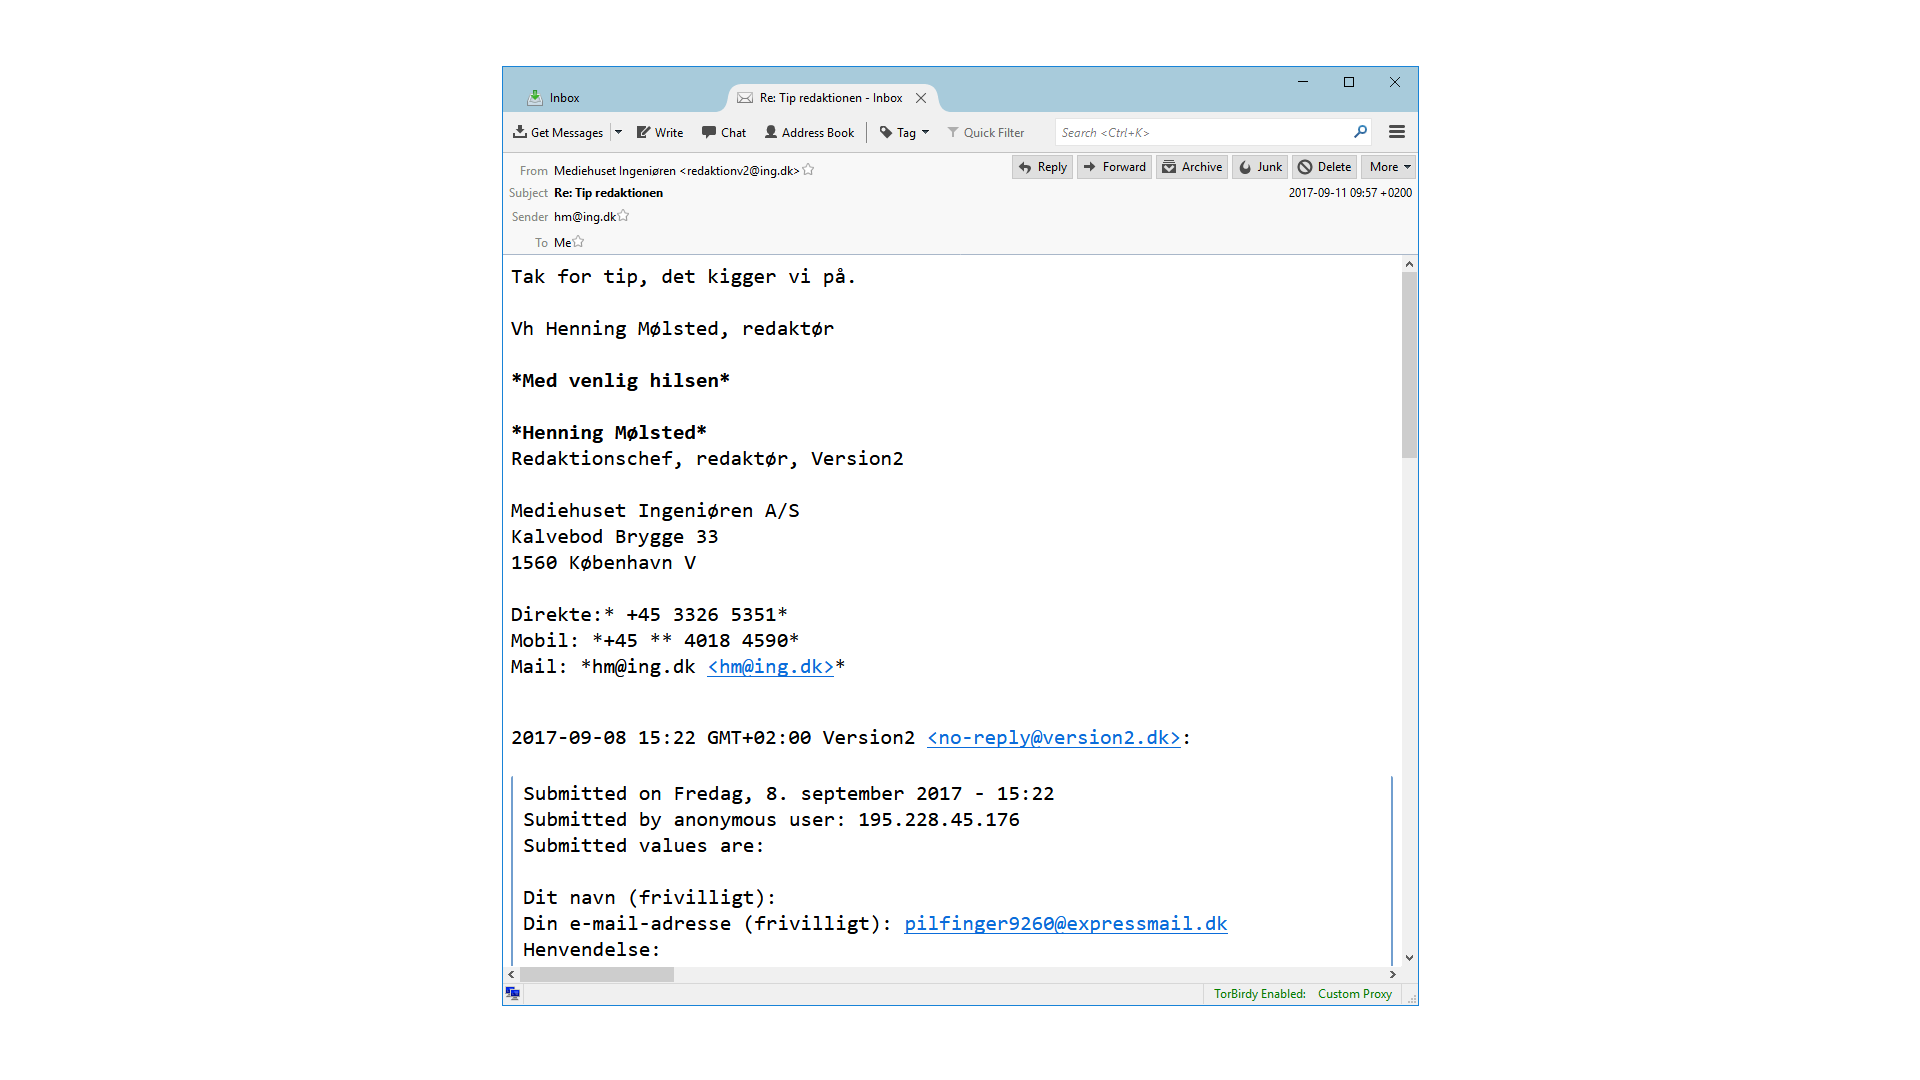 Inbox
Re: Tip redaktionen - Inbox
Get Messages
Write
Chat
Address Book
Tag
Quick Filter
Search <Ctrl+K>
From Mediehuset Ingeniøren <redaktionv2@ing.dk>
Reply
Forward
Archive
Junk
Delete
More
Subject Re: Tip redaktionen
2017-09-11 09:57 +0200
Sender hm@ing.dk
To Me
Tak for tip, det kigger vi på.
Vh Henning Mølsted, redaktør
*Med venlig hilsen*
*Henning Mølsted*
Redaktionschef, redaktør, Version2
Mediehuset Ingeniøren A/S
Kalvebod Brygge 33
1560 København V
Direkte:* +45 3326 5351*
Mobil: *+45 ** 4018 4590*
Mail: *hm@ing.dk <hm@ing.dk>*
2017-09-08 15:22 GMT+02:00 Version2 <no-reply@version2.dk>:
Submitted on Fredag, 8. september 2017 - 15:22
Submitted by anonymous user: 195.228.45.176
Submitted values are:
Dit navn (frivilligt):
Din e-mail-adresse (frivilligt): pilfinger9260@expressmail.dk
Henvendelse:
TorBirdy Enabled: Custom Proxy